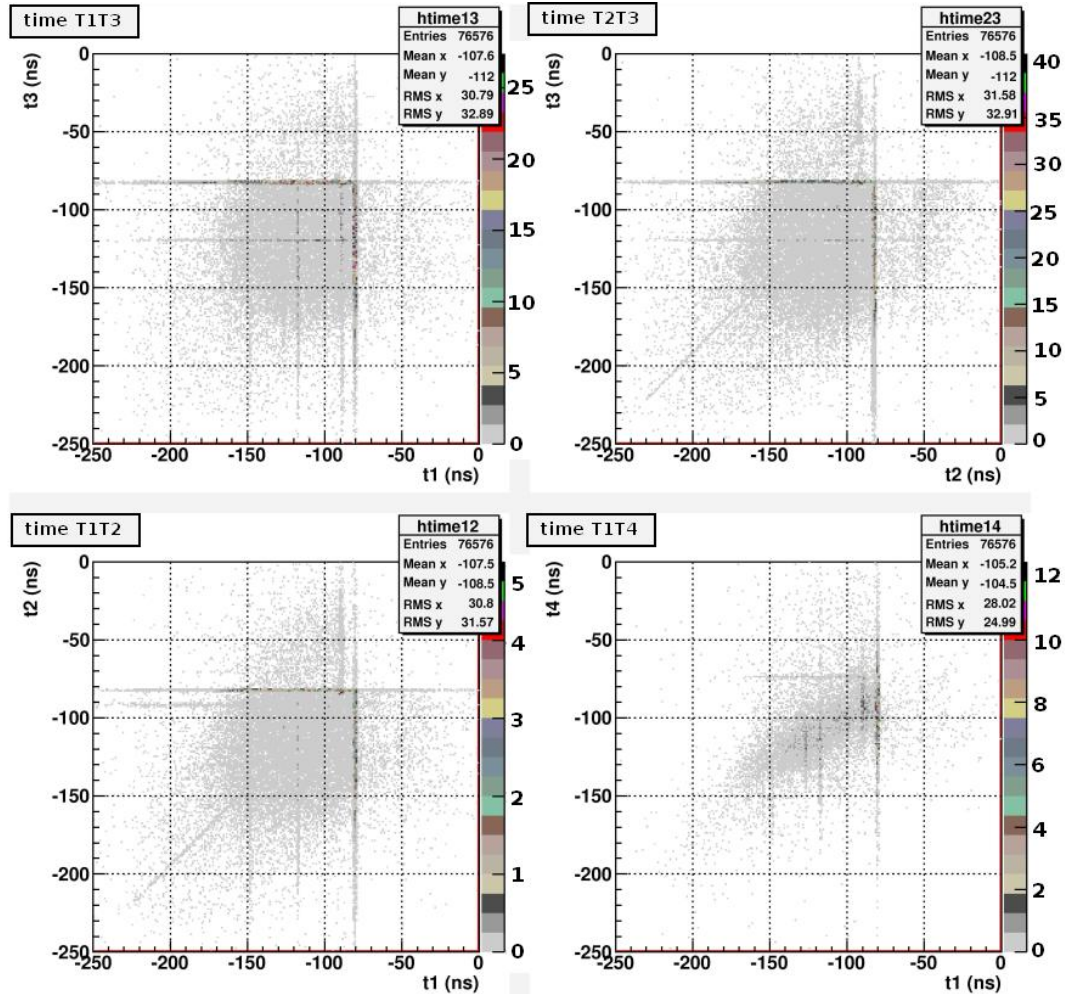 time T1T3
htime13
Entries 76576
Mean x -107.6
Mean y -112
RMS x 30.79
RMS y 32.89
t3 (ns)
0
-50
-100
-150
-200
-250
-250 -200 -150 -100 -50 0
t1 (ns)
25
20
15
10
5
0
time T2T3
htime23
Entries 76576
Mean x -108.5
Mean y -112
RMS x 31.58
RMS y 32.91
t3 (ns)
0
-50
-100
-150
-200
-250
-250 -200 -150 -100 -50 0
t2 (ns)
40
35
30
25
20
15
10
5
0
time T1T2
htime12
Entries 76576
Mean x -107.5
Mean y -108.5
RMS x 30.8
RMS y 31.57
t2 (ns)
0
-50
-100
-150
-200
-250
-250 -200 -150 -100 -50 0
t1 (ns)
5
4
3
2
1
0
time T1T4
htime14
Entries 76576
Mean x -105.2
Mean y -104.5
RMS x 28.02
RMS y 24.99
t4 (ns)
0
-50
-100
-150
-200
-250
-250 -200 -150 -100 -50 0
t1 (ns)
12
10
8
6
4
2
0